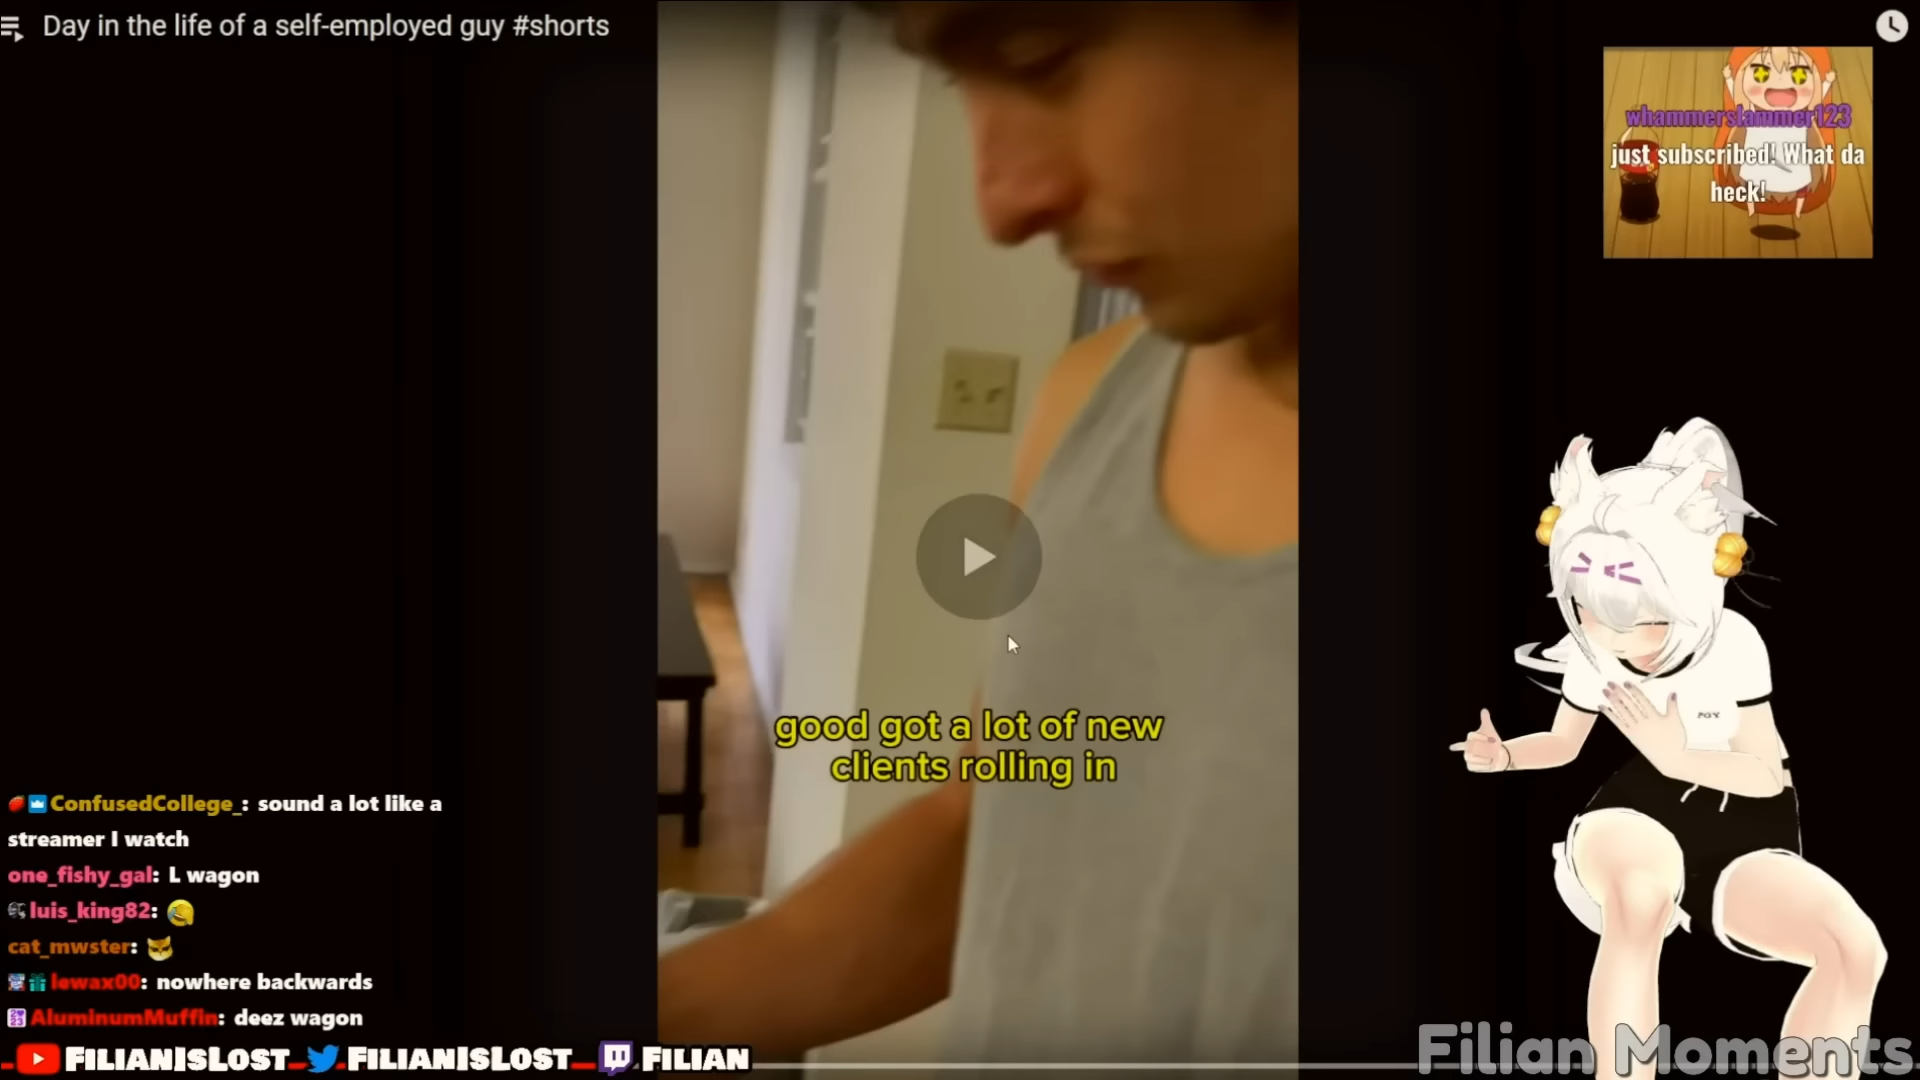 Day in the life of a self-employed guy #shorts
whammerslammer123
just subscribed! What da
heck!
good got a lot of new
clients rolling in
ConfusedCollege_: sound a lot like a
streamer I watch
one_fishy_gal: L wagon
luis_king82:
cat_mwster:
lewax00: nowhere backwards
AluminumMuffin: deez wagon
FILIANISLOST FILIANISLOST FILIAN
Filian Moments